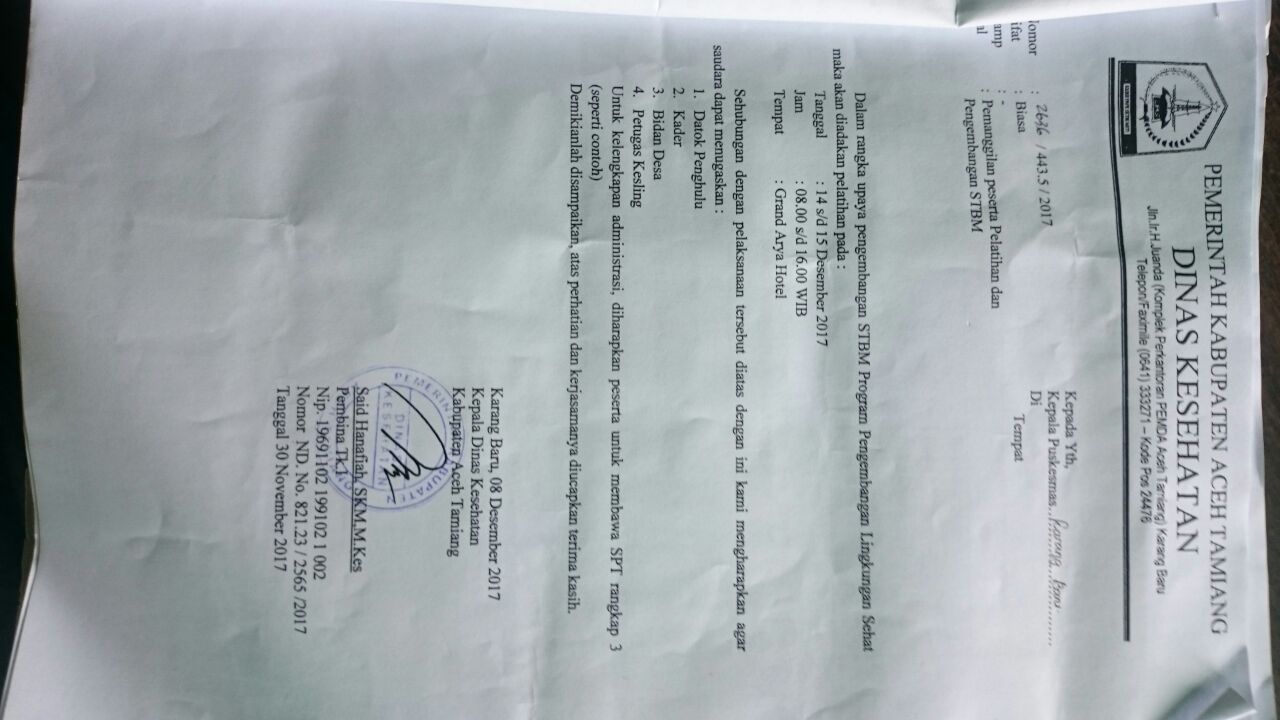 PEMERINTAH KABUPATEN ACEH TAMIANG
DINAS KESEHATAN
Jln.Ir.H.Juanda (Komplek Perkantoran PEMDA Aceh Tamiang) Karang Baru
Telepon/Faximile (0641) 333271 – Kode Pos 24476
Kepada Yth,
Kepala Puskesmas..Karang Baru..........
Di
Tempat
omor : 2636 / 443.5 / 2017
ifat : Biasa
amp : -
al : Pemanggilan peserta Pelatihan dan
Pengembangan STBM
Dalam rangka upaya pengembangan STBM Program Pengembangan Lingkungan Sehat
maka akan diadakan pelatihan pada :
Tanggal : 14 s/d 15 Desember 2017
Jam : 08.00 s/d 16.00 WIB
Tempat : Grand Arya Hotel
Sehubungan dengan pelaksanaan tersebut diatas dengan ini kami mengharapkan agar
saudara dapat menugaskan :
1. Datok Penghulu
2. Kader
3. Bidan Desa
4. Petugas Kesling
Untuk kelengkapan administrasi, diharapkan peserta untuk membawa SPT rangkap 3
(seperti contoh)
Demikianlah disampaikan, atas perhatian dan kerjasamanya diucapkan terima kasih.
Karang Baru, 08 Desember 2017
Kepala Dinas Kesehatan
Kabupaten Aceh Tamiang
PEMERINTAH KABUPATEN
DINAS
KESEHATAN
Said Hanafiah, SKM,M.Kes
Pembina Tk.I
Nip. 19691102 199102 1 002
Nomor ND. No. 821.23 / 2565 /2017
Tanggal 30 November 2017